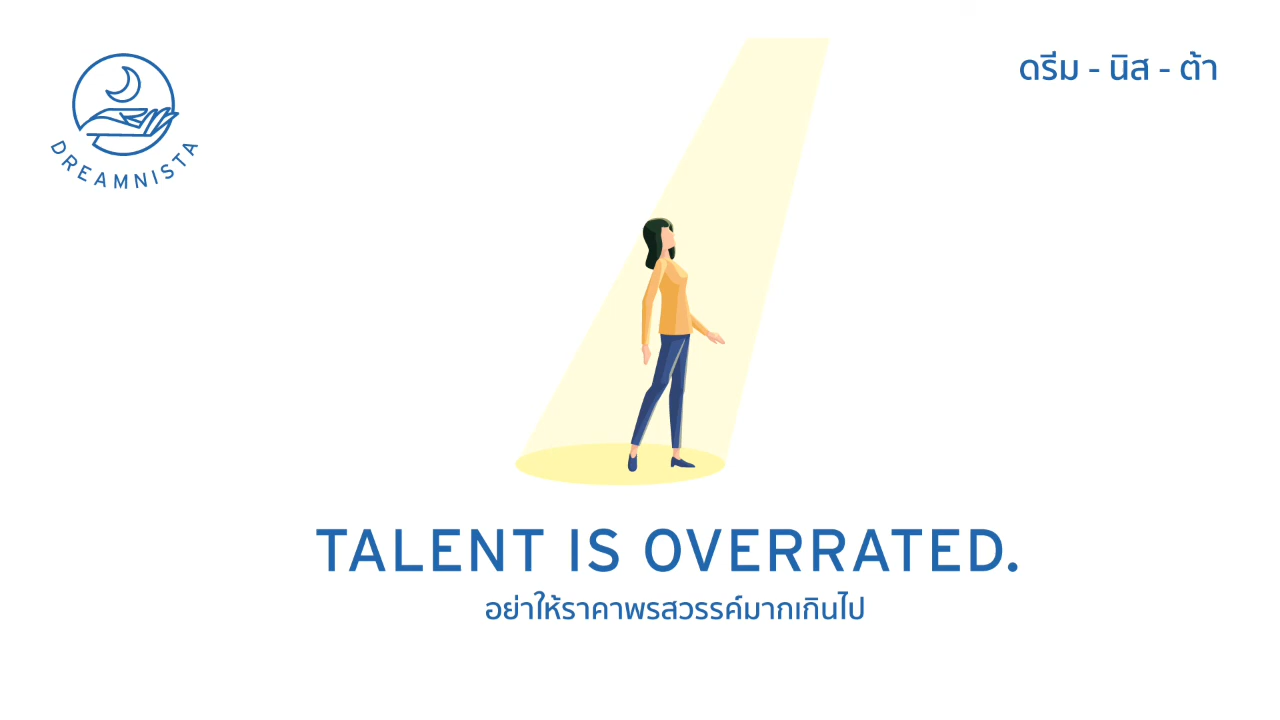 DREAMNISTA
ดรีม - นิส - ต้า
TALENT IS OVERRATED.
อย่าให้ราคาพรสวรรค์มากเกินไป